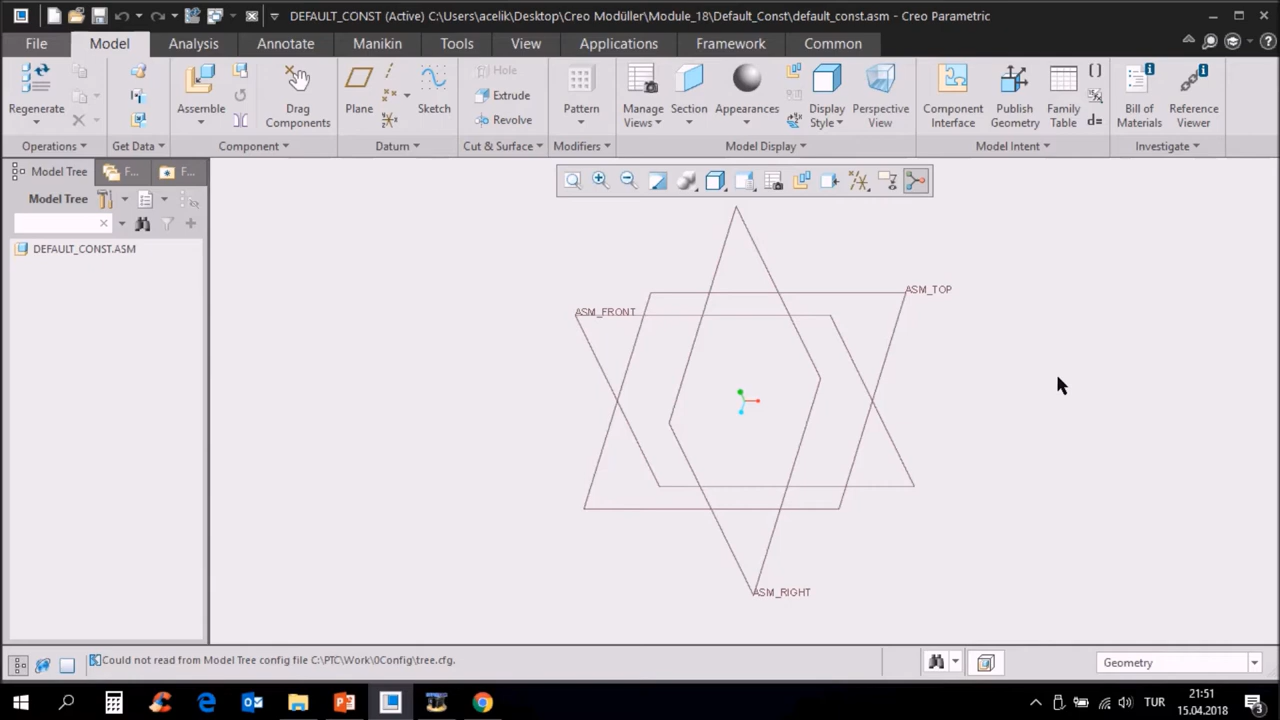 DEFAULT_CONST (Active) C:\Users\acelik\Desktop\Creo Modüller\Module_18\Default_Const\default_const.asm - Creo Parametric
File Model Analysis Annotate Manikin Tools View Applications Framework Common
Regenerate
Assemble
Drag Components
Plane
Sketch
Hole
Extrude
Revolve
Pattern
Manage Views
Section
Appearances
Display Style
Perspective View
Component Interface
Publish Geometry
Family Table
Bill of Materials
Reference Viewer
Operations Get Data Component Datum Cut & Surface Modifiers Model Display Model Intent Investigate
Model Tree F... F...
Model Tree
DEFAULT_CONST.ASM
ASM_TOP
ASM_FRONT
ASM_RIGHT
Could not read from Model Tree config file C:\PTC\Work\0Config\tree.cfg.
Geometry
TUR
21:51
15.04.2018
3